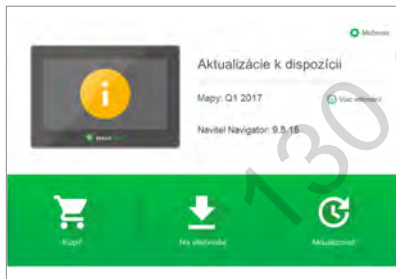 Možnosti
Aktualizácie k dispozícii
Mapy: Q1 2017
Viac informácií
Navitel Navigator: 9.8.15
130
Kúpiť
Na stiahnutie
Aktualizovať